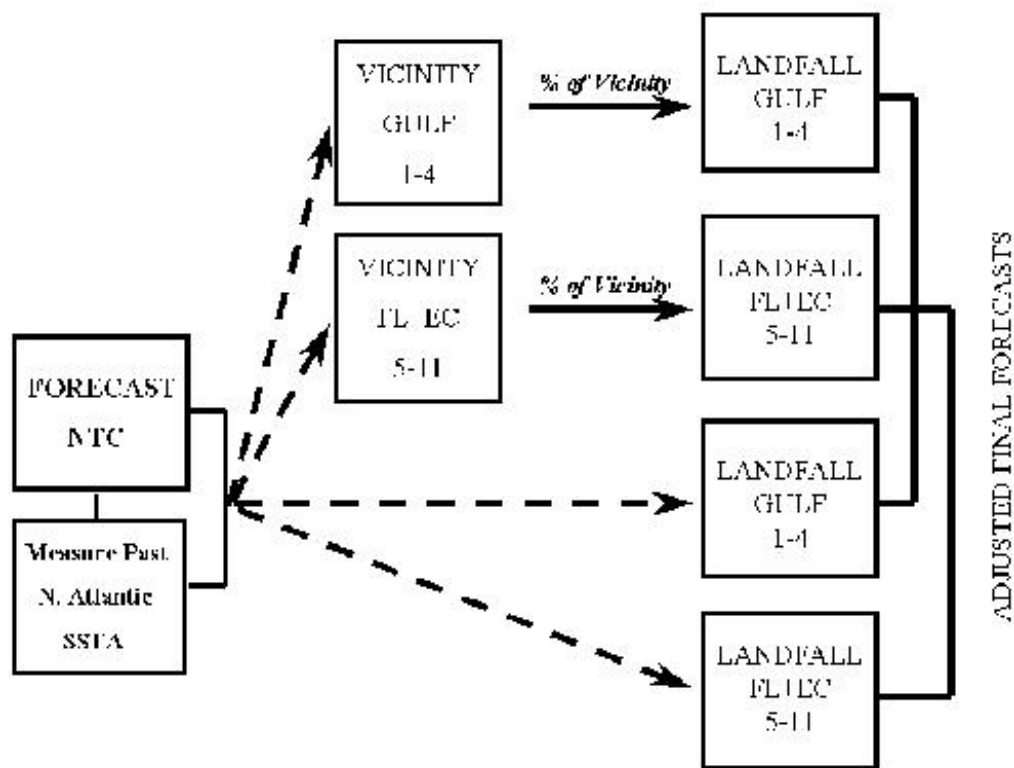 VICINITY
GULF
1-4
% of Vicinity
LANDFALL
GULF
1-4
VICINITY
FL+EC
5-11
% of Vicinity
LANDFALL
FL+EC
5-11
FORECAST
NTC
Measure Past
N. Atlantic
SSTA
LANDFALL
GULF
1-4
LANDFALL
FL+EC
5-11
ADJUSTED FINAL FORECASTS